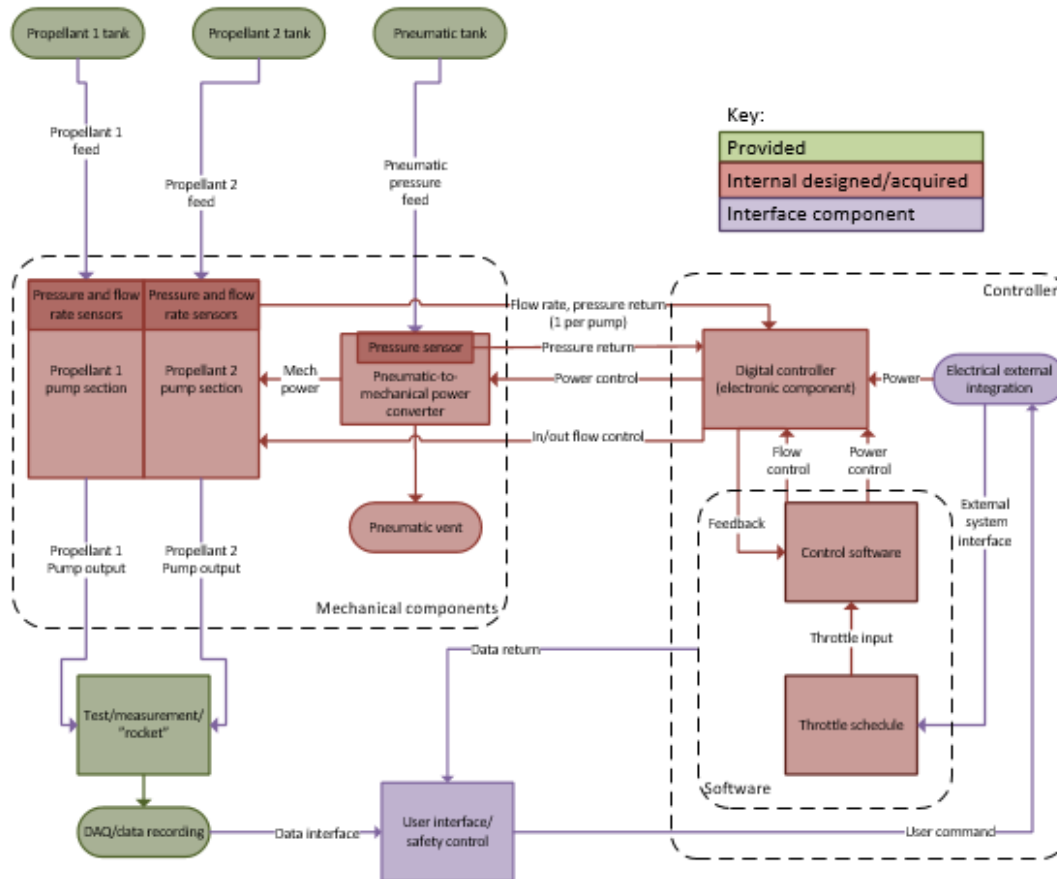 Propellant 1 tank
Propellant 2 tank
Pneumatic tank
Key:
Provided
Internal designed/acquired
Interface component
Propellant 1
feed
Propellant 2
feed
Pneumatic
pressure
feed
Pressure and flow
rate sensors
Pressure and flow
rate sensors
Propellant 1
pump section
Propellant 2
pump section
Mech
power
Pressure sensor
Pneumatic-to-
mechanical power
converter
Pneumatic vent
Flow rate, pressure return
(1 per pump)
Pressure return
Power control
In/out flow control
Controller
Digital controller
(electronic component)
Power
Electrical external
integration
Flow
control
Power
control
Feedback
External
system
interface
Control software
Throttle input
Throttle schedule
Software
Propellant 1
Pump output
Propellant 2
Pump output
Mechanical components
Data return
Test/measurement/
"rocket"
DAQ/data recording
Data interface
User interface/
safety control
User command